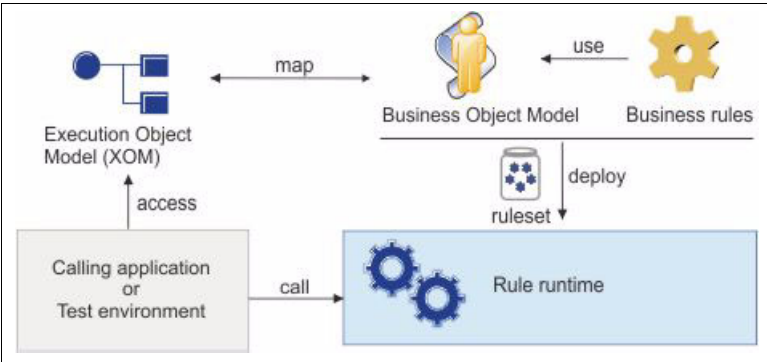 map
use
Business Object Model
Business rules
Execution Object
Model (XOM)
deploy
ruleset
access
Calling application
or
Test environment
call
Rule runtime